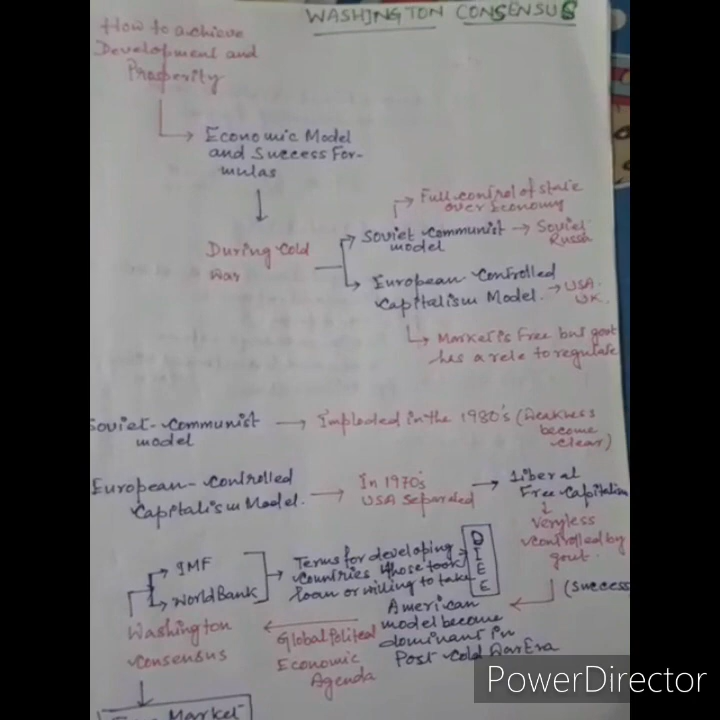 WASHINGTON CONSENSUS
How to achieve
Development and
Prosperity
Economic Model
and Success For-
mulas
During Cold
War
Full control of state
over Economy
Soviet Communist
model
Soviet
Russia
European Controlled
Capitalism Model.
USA.
UK.
Market is Free but govt
has a role to regulate
Soviet-Communist
model
Imploded in the 1980's (Weakness
become
clear)
European-Controlled
Capitalism Model.
In 1970's
USA Separated
Liberal
Free Capitalism
Very less
controlled by
govt.
(success
IMF
World Bank
Terms for developing
countries those took
loan or willing to take
FREE
American
model become
dominant in
Post Cold War Era
Global Political
Economic
Agenda
Washington
Consensus
Market
PowerDirector